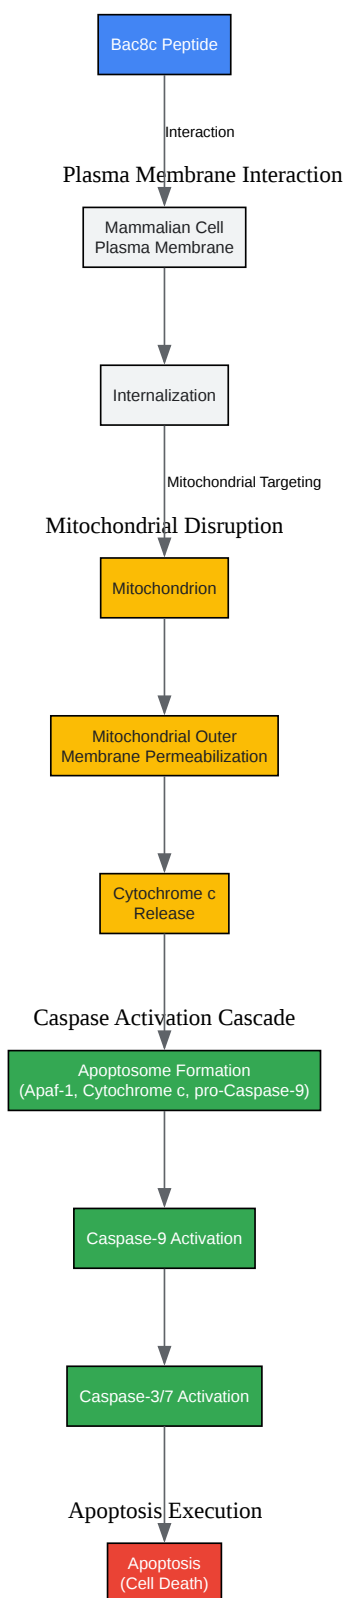 Bac8c Peptide
Interaction
Plasma Membrane Interaction
Mammalian Cell
Plasma Membrane
Internalization
Mitochondrial Targeting
Mitochondrial Disruption
Mitochondrion
Mitochondrial Outer
Membrane Permeabilization
Cytochrome c
Release
Caspase Activation Cascade
Apoptosome Formation
(Apaf-1, Cytochrome c, pro-Caspase-9)
Caspase-9 Activation
Caspase-3/7 Activation
Apoptosis Execution
Apoptosis
(Cell Death)